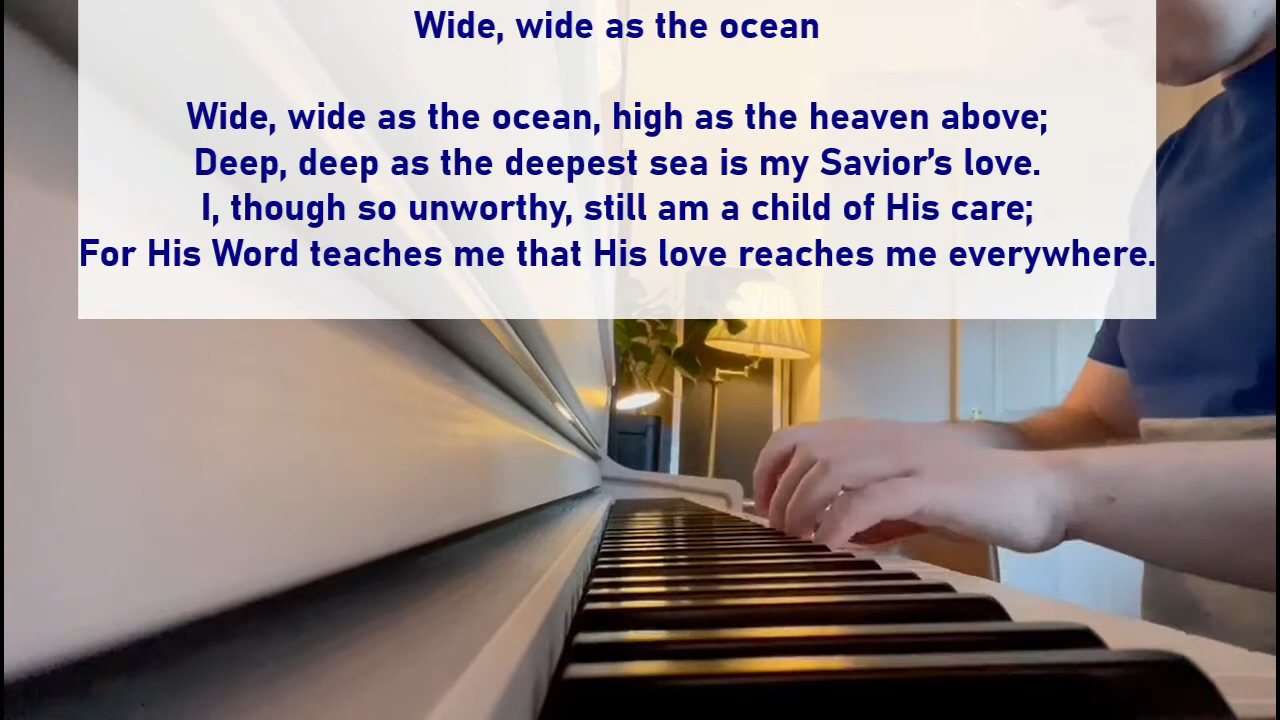 Wide, wide as the ocean
Wide, wide as the ocean, high as the heaven above;
Deep, deep as the deepest sea is my Savior’s love.
I, though so unworthy, still am a child of His care;
For His Word teaches me that His love reaches me everywhere.